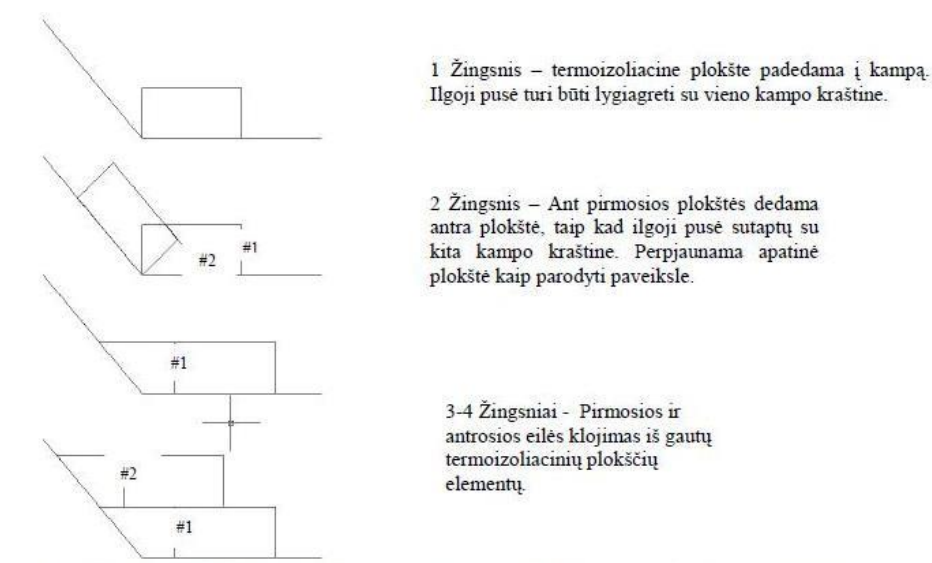 1 Žingsnis – termoizoliacine plokšte padedama į kampą.
Ilgoji pusė turi būti lygiagreti su vieno kampo kraštine.
2 Žingsnis – Ant pirmosios plokštės dedama
antra plokštė, taip kad ilgoji pusė sutaptų su
kita kampo kraštine. Perpjaunama apatinė
plokštė kaip parodyti paveiksle.
#1
#2
#1
3-4 Žingsniai - Pirmosios ir
antrosios eilės klojimas iš gautų
termoizoliacinių plokščių
elementų.
#2
#1